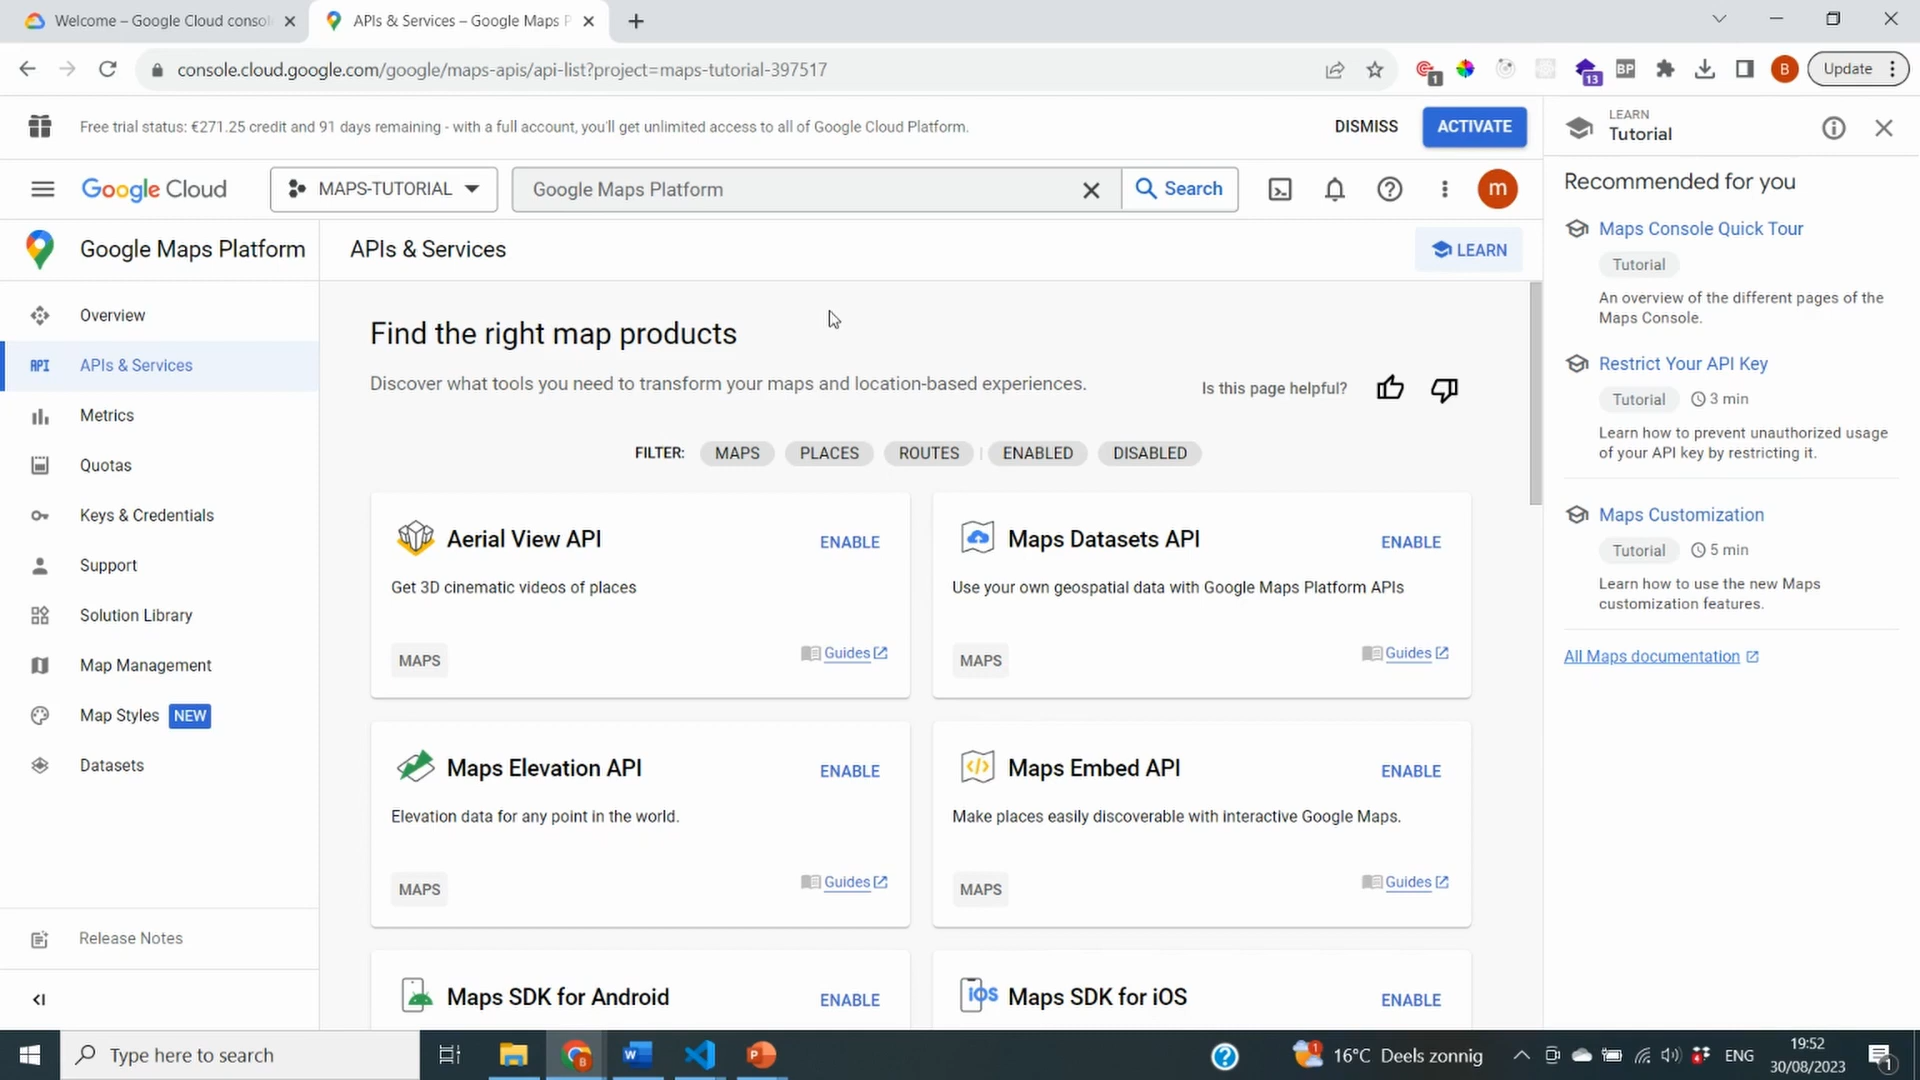 Welcome – Google Cloud consol
APIs & Services – Google Maps P
console.cloud.google.com/google/maps-apis/api-list?project=maps-tutorial-397517
1
13
BP
B
Update
Free trial status: €271.25 credit and 91 days remaining - with a full account, you'll get unlimited access to all of Google Cloud Platform.
DISMISS
ACTIVATE
LEARN
Tutorial
Google Cloud
MAPS-TUTORIAL
Google Maps Platform
Search
m
Recommended for you
Google Maps Platform
APIs & Services
LEARN
Overview
API APIs & Services
Metrics
Quotas
Keys & Credentials
Support
Solution Library
Map Management
Map Styles NEW
Datasets
Release Notes
Find the right map products
Discover what tools you need to transform your maps and location-based experiences.
Is this page helpful?
FILTER: MAPS PLACES ROUTES | ENABLED DISABLED
Aerial View API
ENABLE
Get 3D cinematic videos of places
MAPS
Guides
Maps Datasets API
ENABLE
Use your own geospatial data with Google Maps Platform APIs
MAPS
Guides
Maps Elevation API
ENABLE
Elevation data for any point in the world.
MAPS
Guides
Maps Embed API
ENABLE
Make places easily discoverable with interactive Google Maps.
MAPS
Guides
Maps SDK for Android
ENABLE
iOS
Maps SDK for iOS
ENABLE
Maps Console Quick Tour
Tutorial
An overview of the different pages of the
Maps Console.
Restrict Your API Key
Tutorial
3 min
Learn how to prevent unauthorized usage
of your API key by restricting it.
Maps Customization
Tutorial
5 min
Learn how to use the new Maps
customization features.
All Maps documentation
Type here to search
B
W
P
1
16°C Deels zonnig
4
ENG
19:52
30/08/2023
1